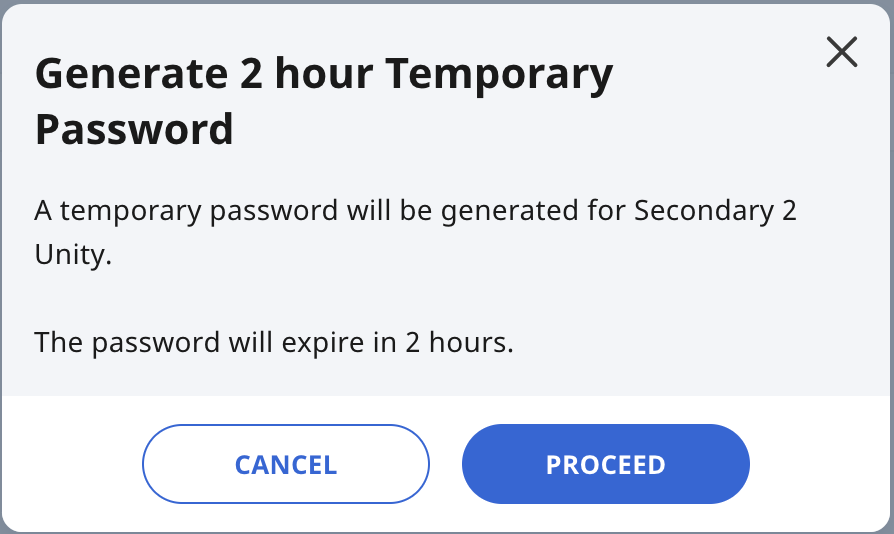 Generate 2 hour Temporary
Password
A temporary password will be generated for Secondary 2
Unity.
The password will expire in 2 hours.
CANCEL
PROCEED